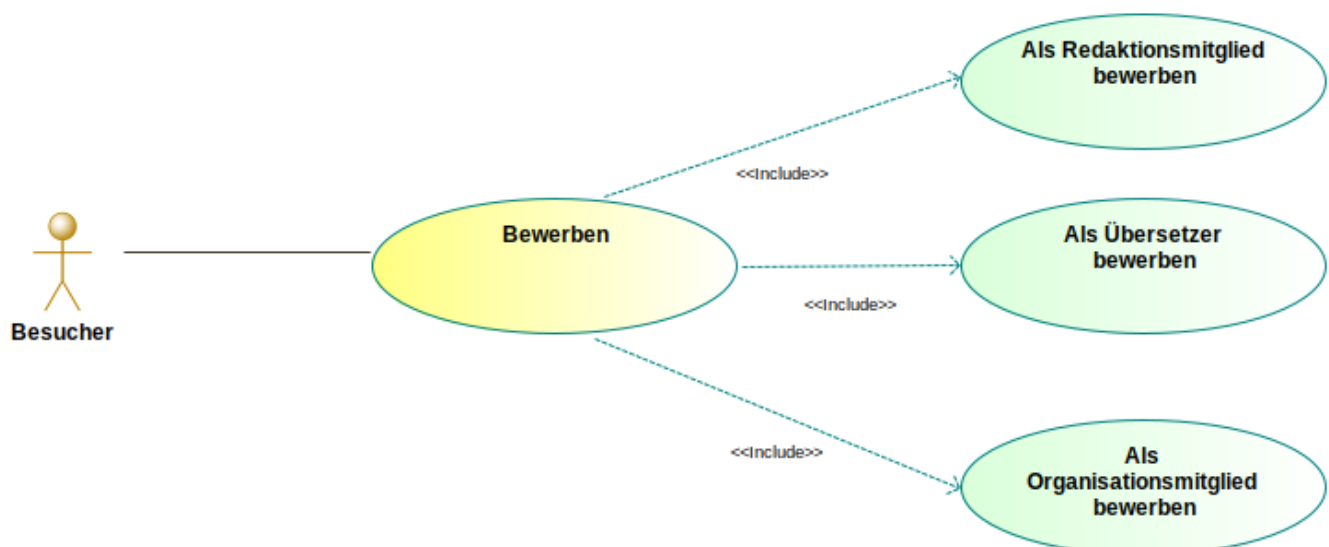 Als Redaktionsmitglied
bewerben
<<Include>>
Bewerben
Als Übersetzer
bewerben
<<Include>>
Besucher
<<Include>>
Als
Organisationsmitglied
bewerben